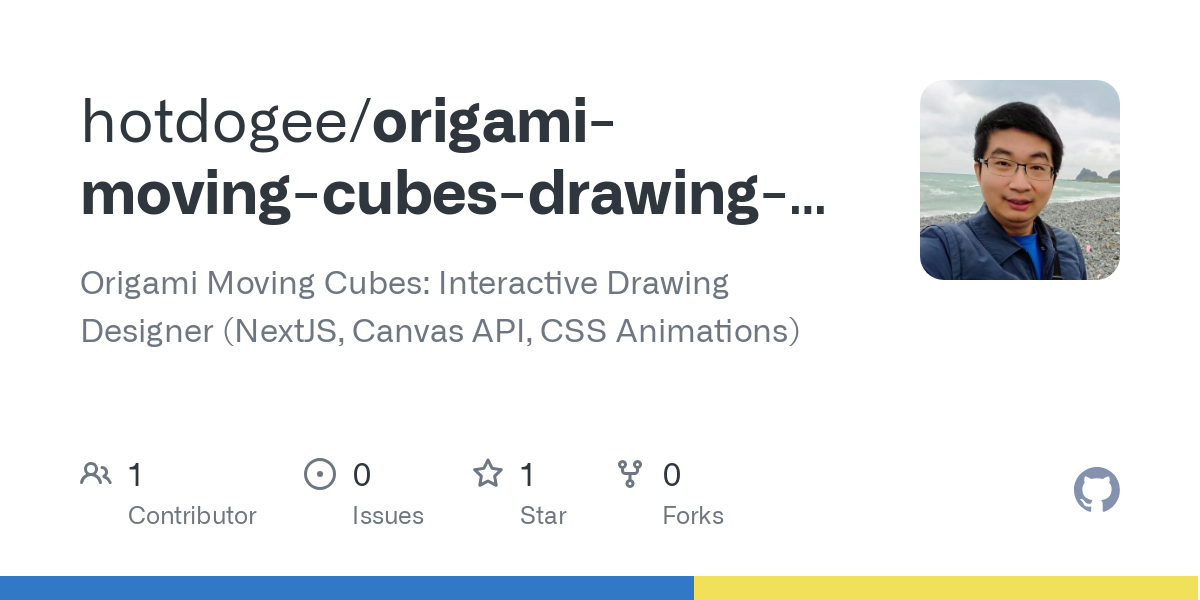 hotdogee/origami-
moving-cubes-drawing-...
Origami Moving Cubes: Interactive Drawing
Designer (NextJS, Canvas API, CSS Animations)
1 0 1 0
Contributor Issues Star Forks